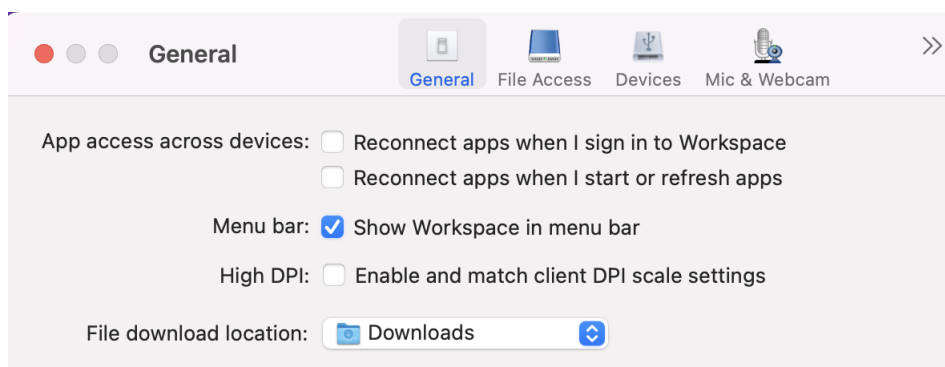 General
General
File Access
Devices
Mic & Webcam
App access across devices: Reconnect apps when I sign in to Workspace
Reconnect apps when I start or refresh apps
Menu bar: Show Workspace in menu bar
High DPI: Enable and match client DPI scale settings
File download location: Downloads